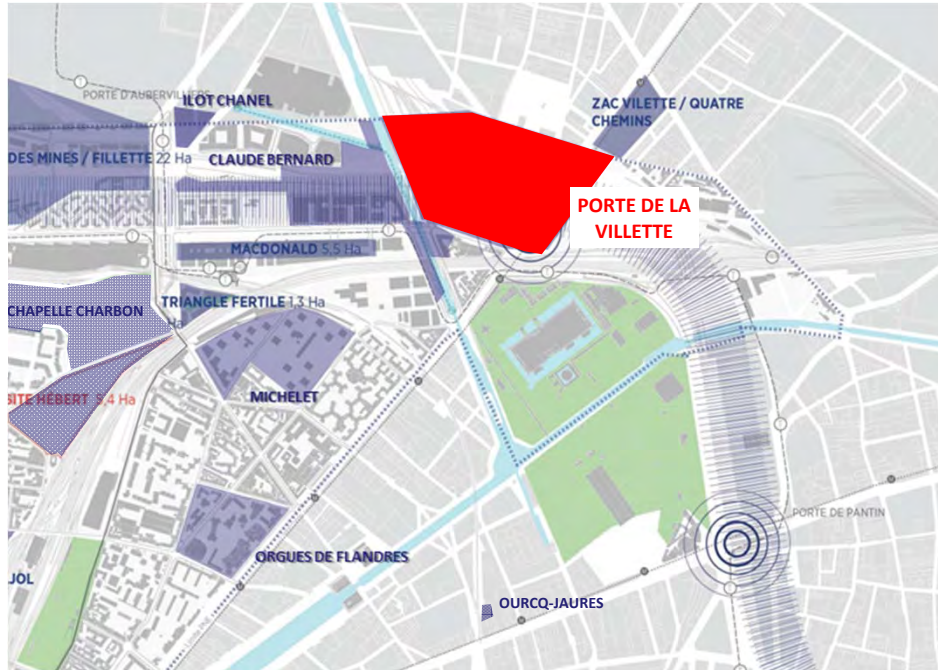 PORTE D'AUBERVILLIERS
ILOT CHANEL
ZAC VILETTE / QUATRE
CHEMINS
DES MINES / FILLETTE 22 Ha
CLAUDE BERNARD
PORTE DE LA
VILLETTE
MACDONALD 5,5 Ha
TRIANGLE FERTILE 1,3 Ha
CHAPELLE CHARBON
Ha
SITE HÉBERT 5,4 Ha
MICHELET
PORTE DE PANTIN
ORGUES DE FLANDRES
JOL
OURCQ-JAURES